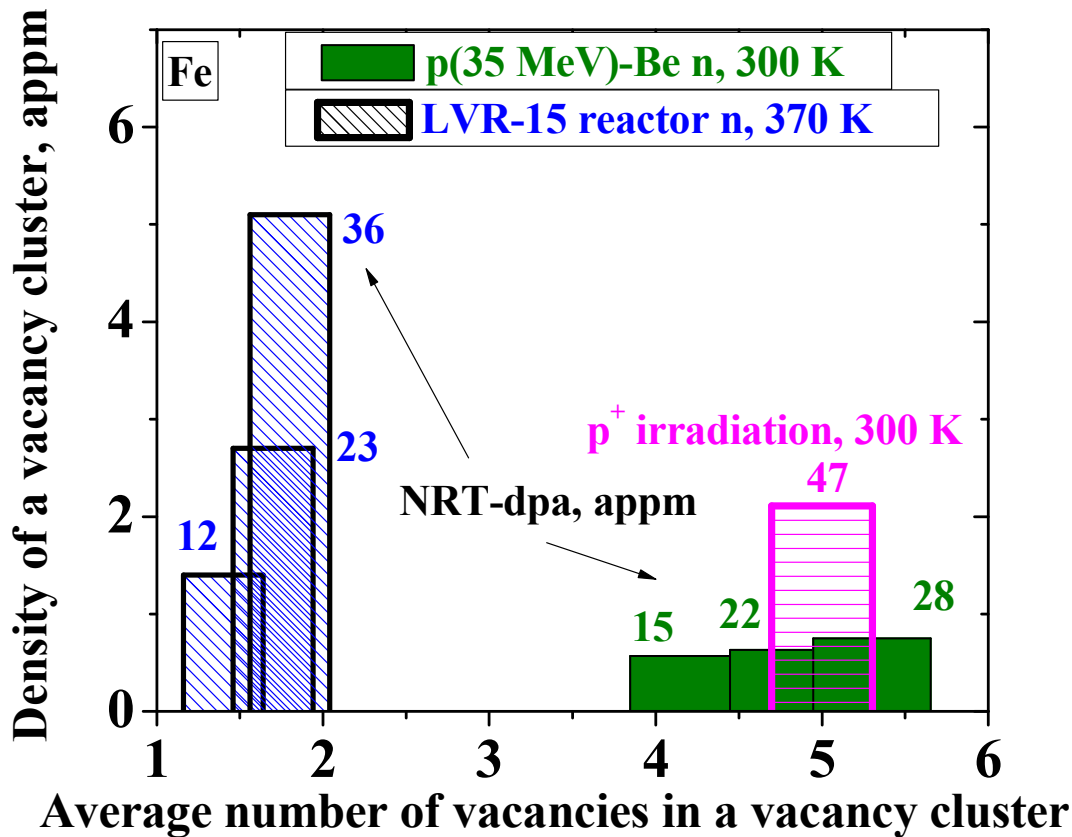 Fe
p(35 MeV)-Be n, 300 K
LVR-15 reactor n, 370 K
Density of a vacancy cluster, appm
6
4
2
0
36
23
12
p⁺ irradiation, 300 K
47
NRT-dpa, appm
15
22
28
1
2
3
4
5
6
Average number of vacancies in a vacancy cluster